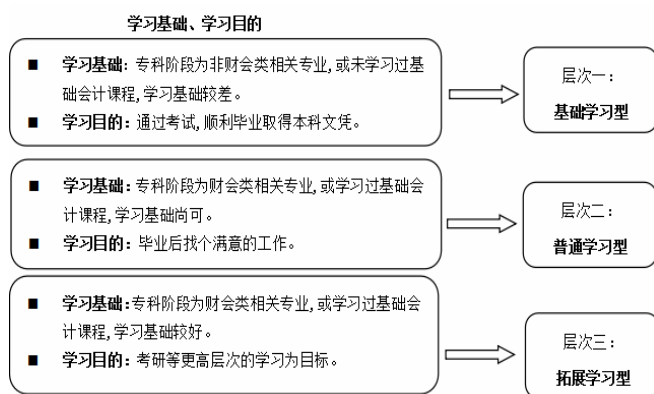 学习基础、学习目的
■ 学习基础: 专科阶段为非财会类相关专业,或未学习过基
础会计课程,学习基础较差。
■ 学习目的: 通过考试,顺利毕业取得本科文凭。
层次一:
基础学习型
■ 学习基础: 专科阶段为财会类相关专业,或学习过基础会
计课程,学习基础尚可。
■ 学习目的: 毕业后找个满意的工作。
层次二:
普通学习型
■ 学习基础:专科阶段为财会类相关专业,或学习过基础会
计课程,学习基础较好。
■ 学习目的: 考研等更高层次的学习为目标。
层次三:
拓展学习型